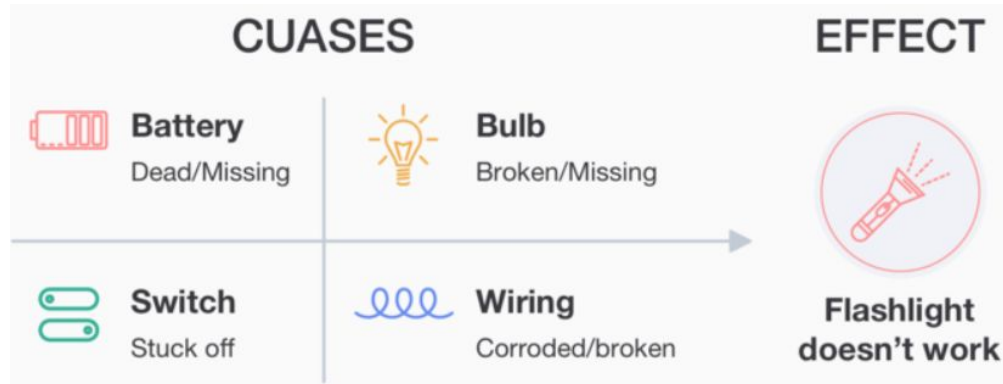 CUASES
EFFECT
Battery
Dead/Missing
Bulb
Broken/Missing
Switch
Stuck off
Wiring
Corroded/broken
Flashlight
doesn't work